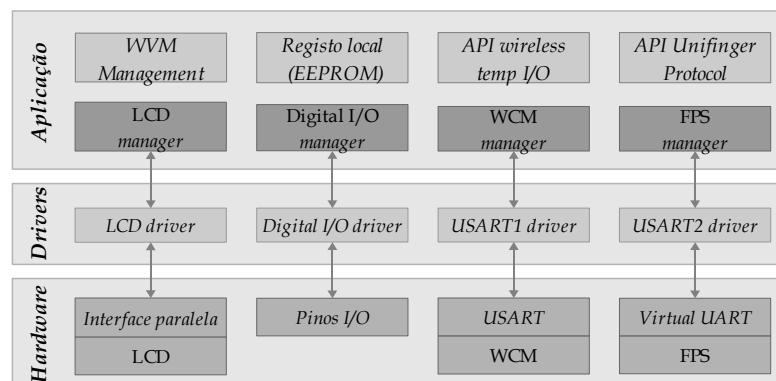 Aplicação
WVM
Management
Registo local
(EEPROM)
API wireless
temp I/O
API Unifinger
Protocol
LCD
manager
Digital I/O
manager
WCM
manager
FPS
manager
Drivers
LCD driver
Digital I/O driver
USART1 driver
USART2 driver
Hardware
Interface paralela
LCD
Pinos I/O
USART
WCM
Virtual UART
FPS